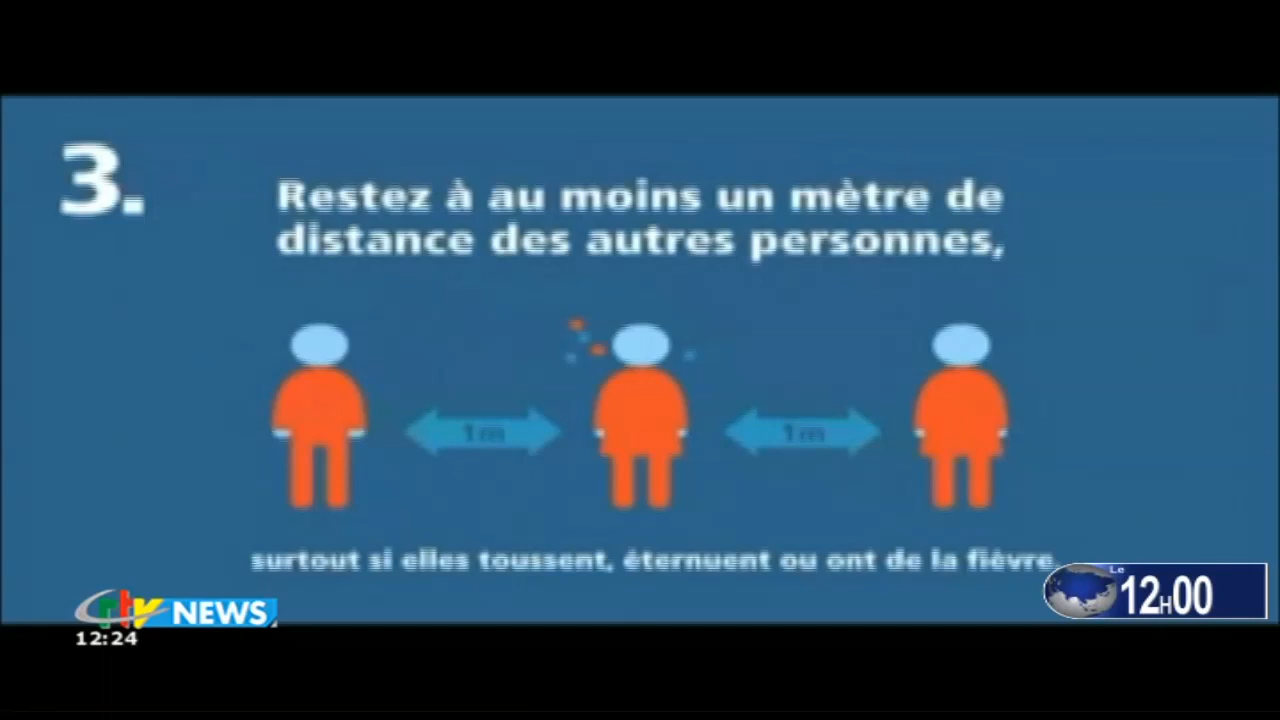 3.
Restez à au moins un mètre de
distance des autres personnes,
1m
1m
surtout si elles toussent, éternuent ou ont de la fièvre
Le
12H00
rtv NEWS
12:24